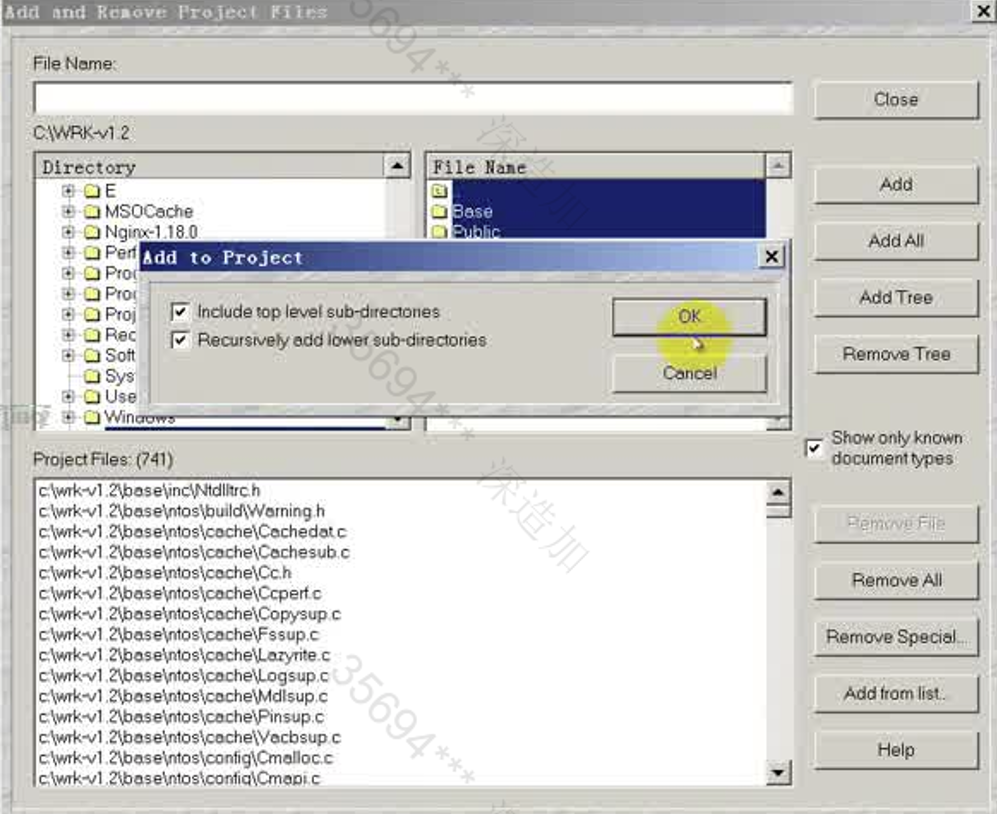 Add and Remove Project Files
File Name:
Close
C:\WRK-v1.2
Directory
File Name
E
MSOCache
Nginx-1.18.0
Perf
Proc
Prog
Proj
Rec
Soft
Sys
Use
Windows
..
Base
Public
Add
Add All
Add Tree
Remove Tree
Add to Project
Include top level sub-directories
Recursively add lower sub-directories
OK
Cancel
Show only known
document types
Project Files: (741)
c:\wrk-v1.2\base\inc\Ntdlltrc.h
c:\wrk-v1.2\base\ntos\build\Warning.h
c:\wrk-v1.2\base\ntos\cache\Cachedat.c
c:\wrk-v1.2\base\ntos\cache\Cachesub.c
c:\wrk-v1.2\base\ntos\cache\Cc.h
c:\wrk-v1.2\base\ntos\cache\Ccperf.c
c:\wrk-v1.2\base\ntos\cache\Copysup.c
c:\wrk-v1.2\base\ntos\cache\Fssup.c
c:\wrk-v1.2\base\ntos\cache\Lazyrite.c
c:\wrk-v1.2\base\ntos\cache\Logsup.c
c:\wrk-v1.2\base\ntos\cache\Mdlsup.c
c:\wrk-v1.2\base\ntos\cache\Pinsup.c
c:\wrk-v1.2\base\ntos\cache\Vacbsup.c
c:\wrk-v1.2\base\ntos\config\Cmalloc.c
c:\wrk-v1.2\base\ntos\config\Cmapi.c
Remove File
Remove All
Remove Special...
Add from list..
Help
35694***
深造加
35694***
深造加
35694***